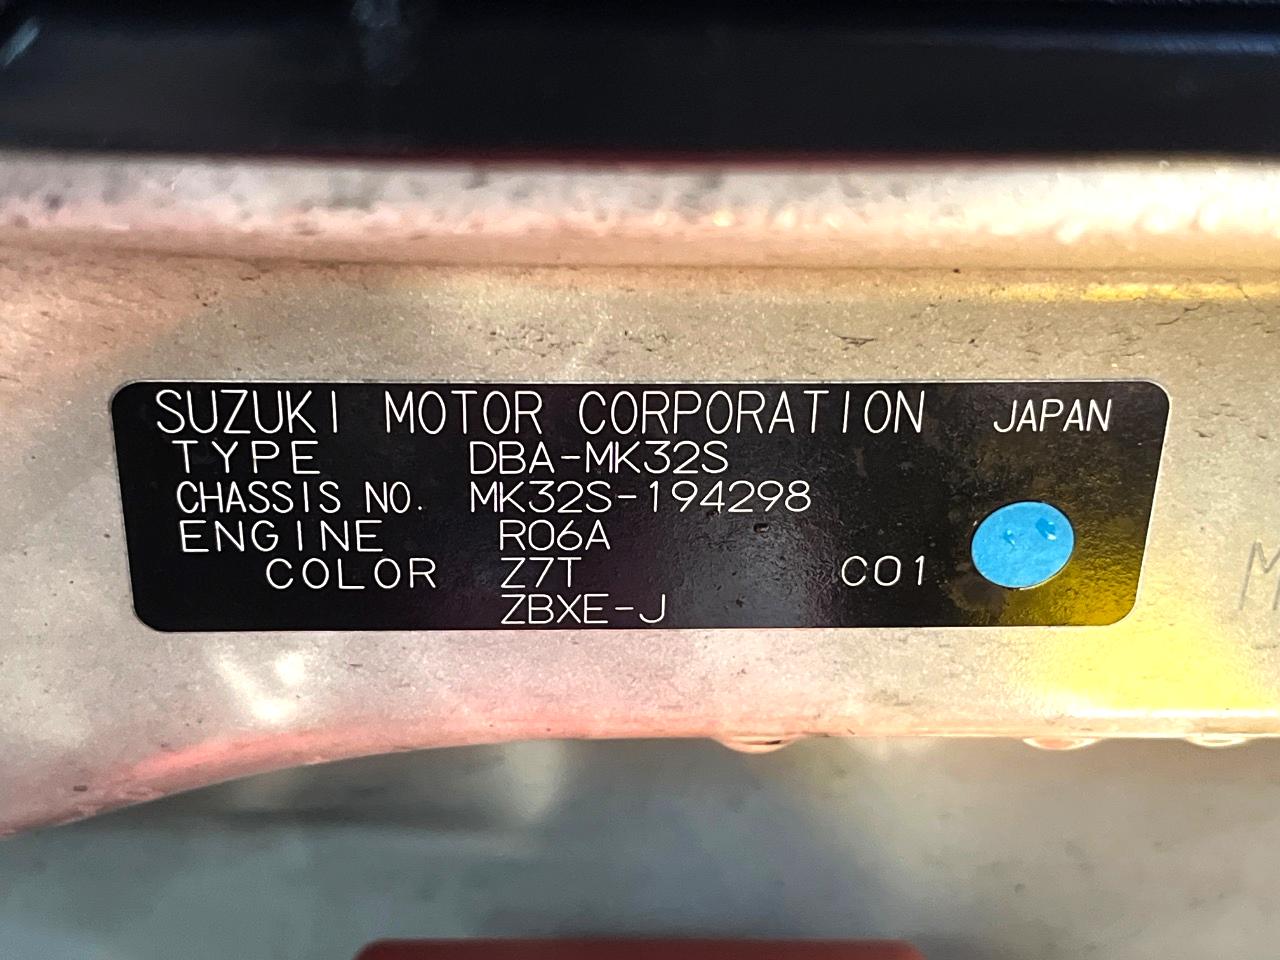 SUZUKI MOTOR CORPORATION JAPAN
TYPE DBA-MK32S
CHASSIS NO. MK32S-194298
ENGINE R06A
COLOR Z7T C01
ZBXE-J